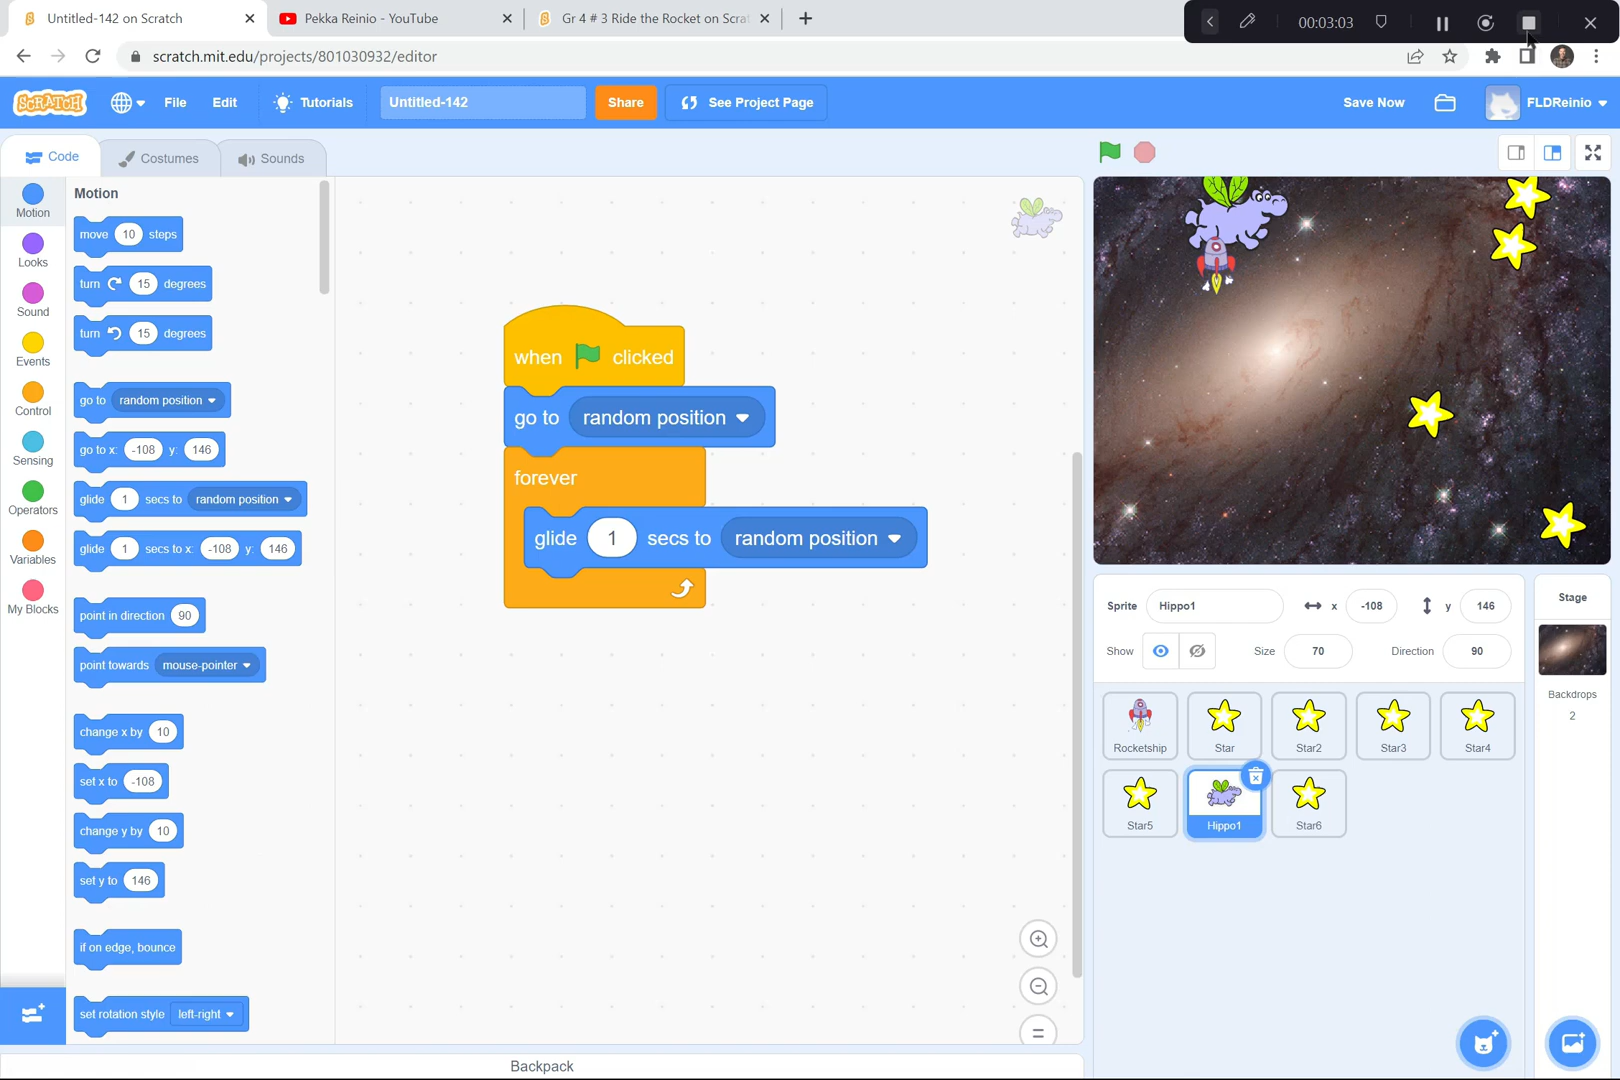 Untitled-142 on Scratch
Pekka Reinio - YouTube
Gr 4 # 3 Ride the Rocket on Scrat
00:03:03
scratch.mit.edu/projects/801030932/editor
SCRATCH
File
Edit
Tutorials
Untitled-142
Share
See Project Page
Save Now
FLDReinio
Code
Costumes
Sounds
Motion
Looks
Sound
Events
Control
Sensing
Operators
Variables
My Blocks
Motion
move 10 steps
turn 15 degrees
turn 15 degrees
go to random position
go to x: -108 y: 146
glide 1 secs to random position
glide 1 secs to x: -108 y: 146
point in direction 90
point towards mouse-pointer
change x by 10
set x to -108
change y by 10
set y to 146
if on edge, bounce
set rotation style left-right
when clicked
go to random position
forever
glide 1 secs to random position
Sprite Hippo1 x -108 y 146
Show Size 70 Direction 90
Rocketship
Star
Star2
Star3
Star4
Star5
Hippo1
Star6
Stage
Backdrops
2
Backpack